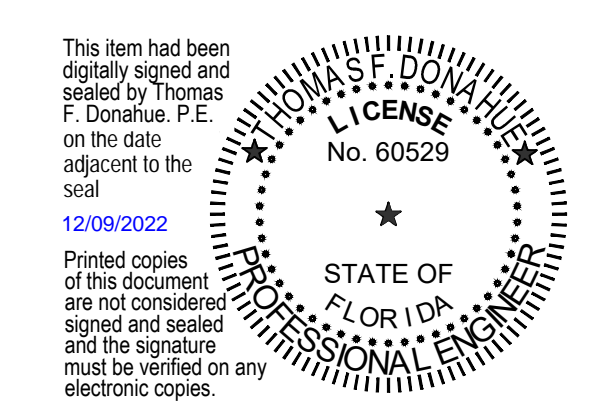 This item had been
digitally signed and
sealed by Thomas
F. Donahue. P.E.
on the date
adjacent to the
seal
12/09/2022
Printed copies
of this document
are not considered
signed and sealed
and the signature
must be verified on any
electronic copies.
THOMAS F. DONAHUE
LICENSE
No. 60529
STATE OF
FLORIDA
PROFESSIONAL ENGINEER